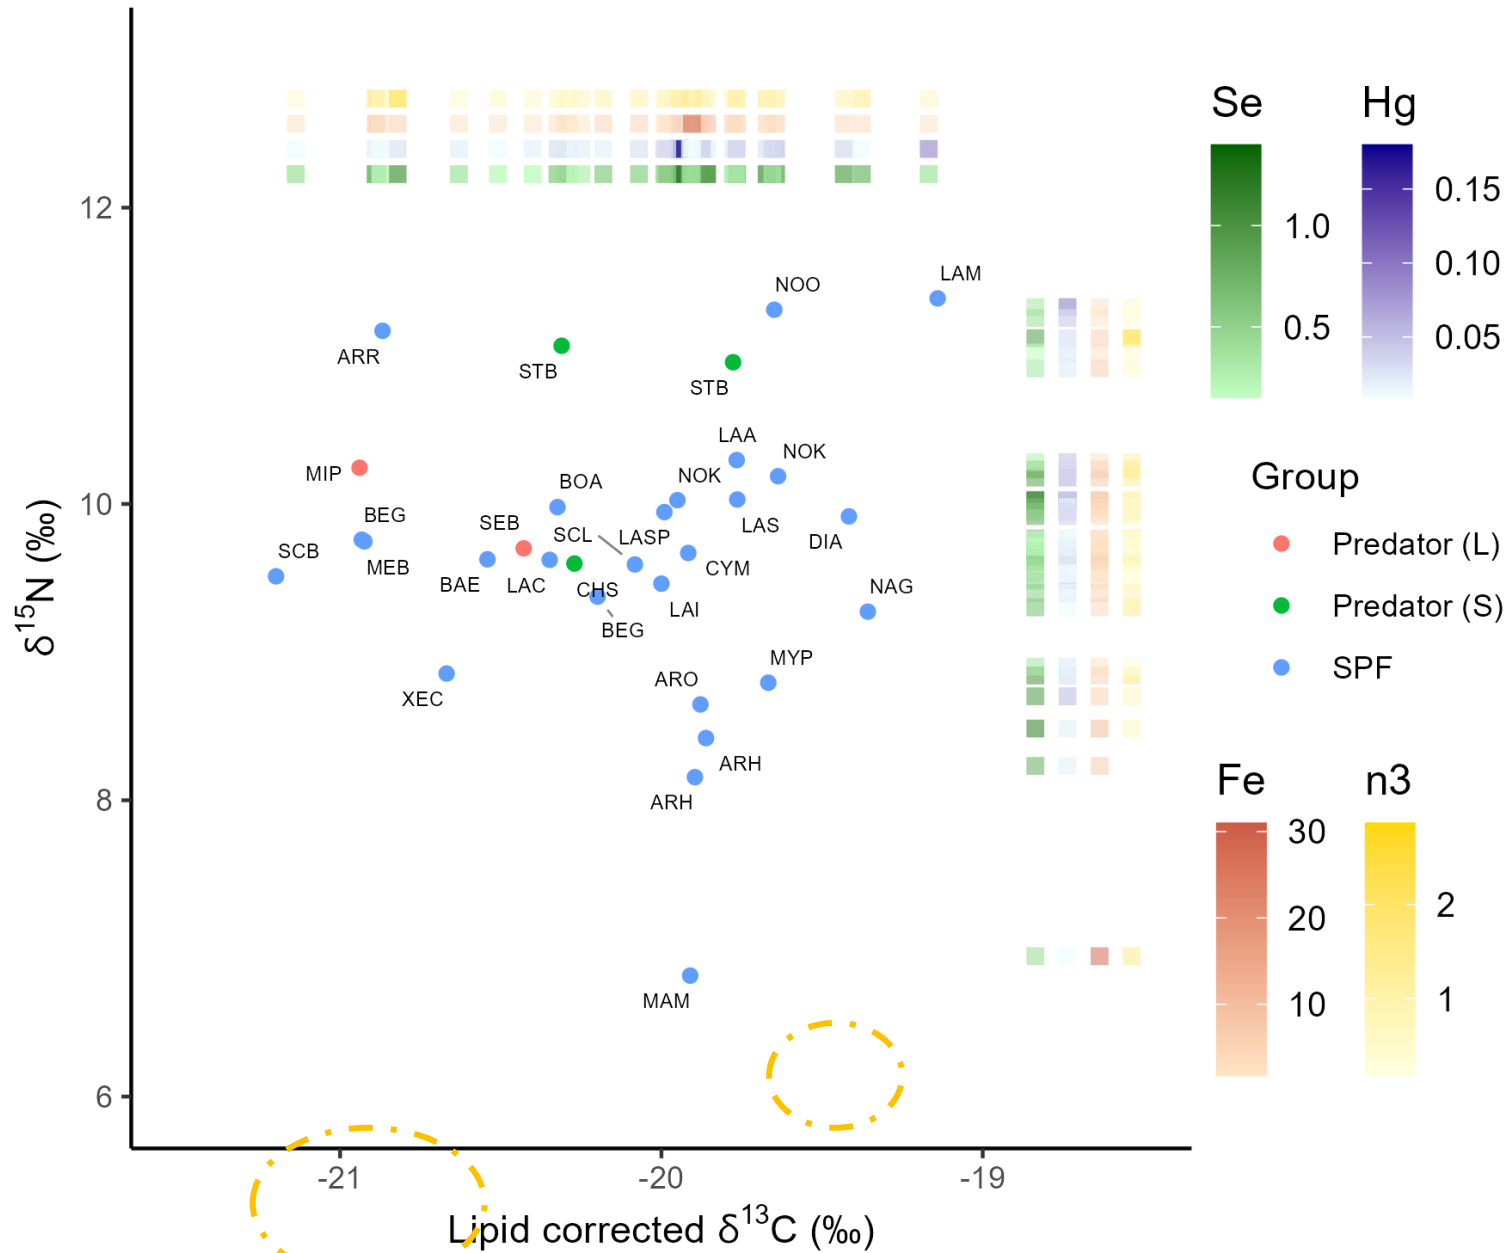 Se
Hg
1.0
0.5
0.15
0.10
0.05
12
10
8
6
δ15N (‰)
LAM
NOO
ARR
STB
STB
LAA
NOK
MIP
NOK
BOA
BEG
SEB
SCL
LASP
LAS
DIA
SCB
MEB
BAE
LAC
CHS
CYM
NAG
LAI
BEG
MYP
ARO
XEC
ARH
ARH
MAM
Group
Predator (L)
Predator (S)
SPF
Fe
n3
30
20
10
2
1
-21
-20
-19
Lipid corrected δ13C (‰)